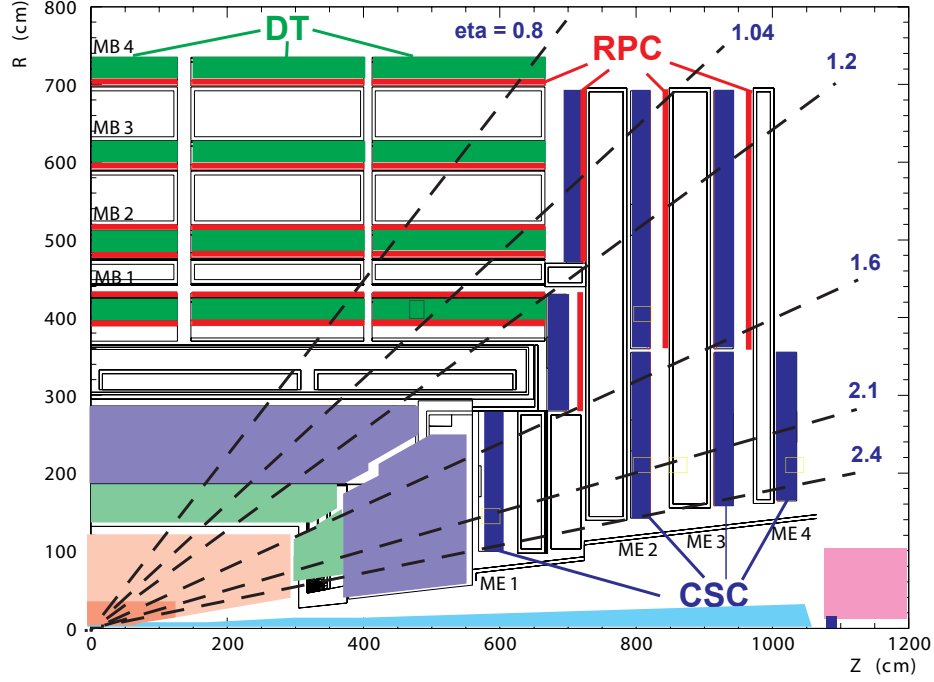 R (cm)
800
700
600
500
400
300
200
100
0
MB 4
MB 3
MB 2
MB 1
DT
eta = 0.8
1.04
1.2
RPC
1.6
2.1
2.4
ME 1
ME 2
ME 3
ME 4
CSC
0
200
400
600
800
1000
1200
Z (cm)